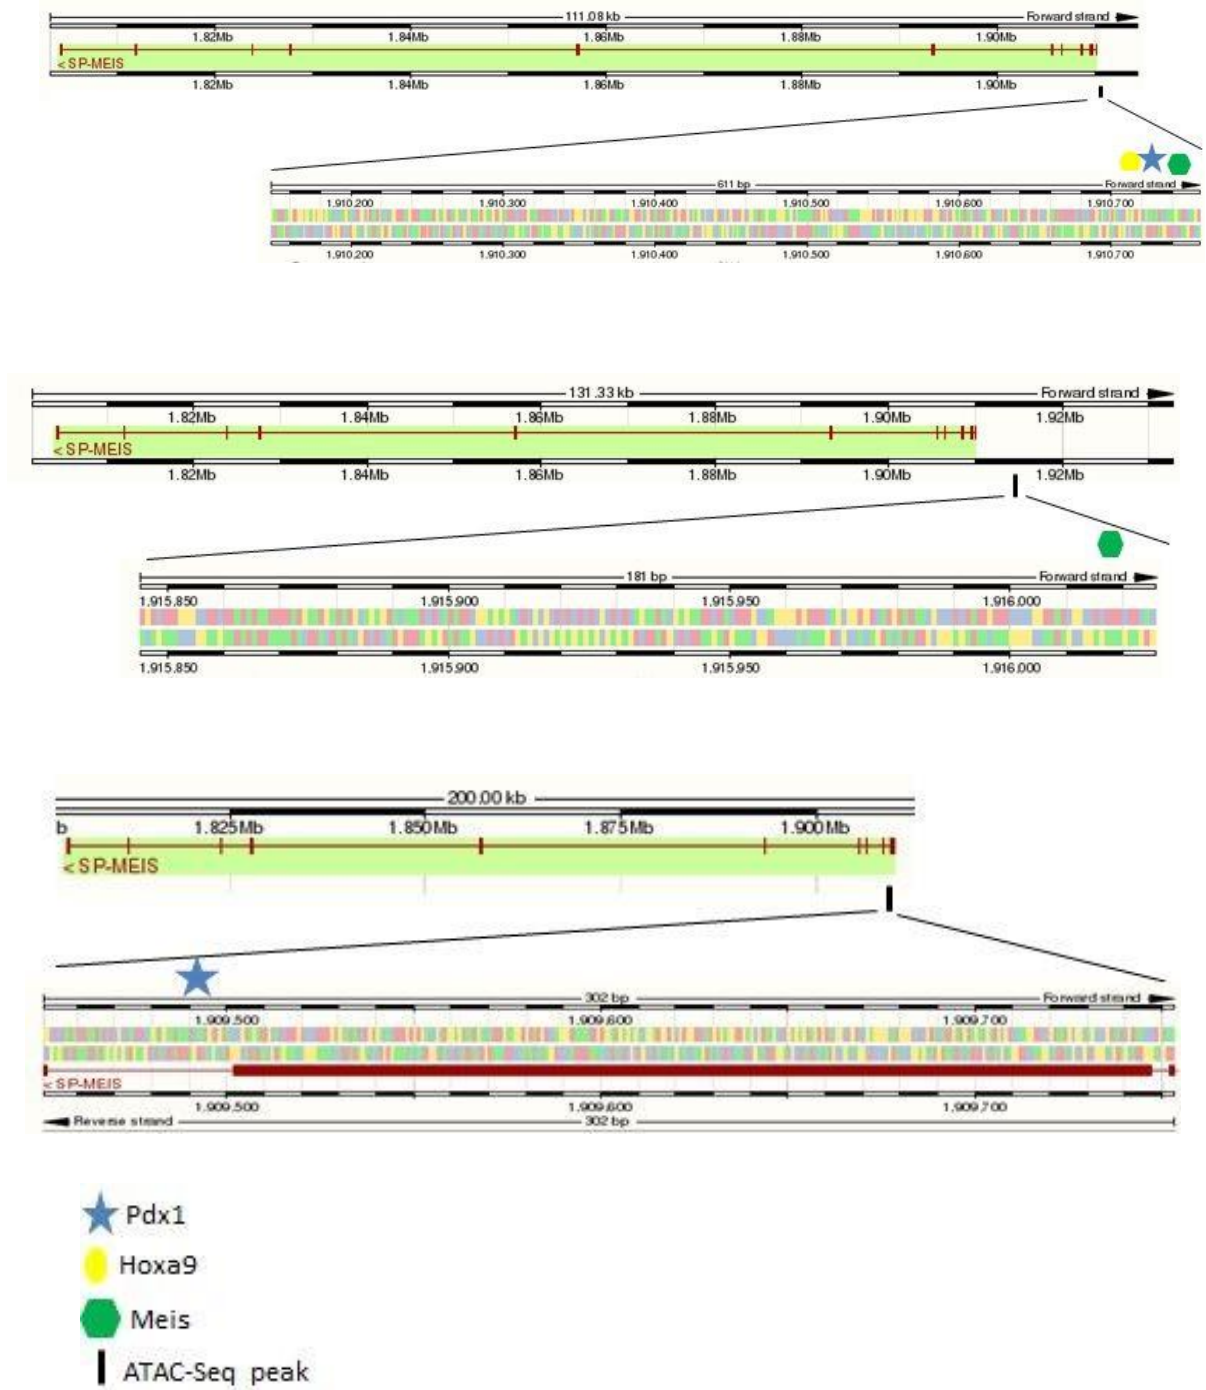 111.08 kb Forward strand
1.82Mb 1.84Mb 1.86Mb 1.88Mb 1.90Mb
< SP-MEIS
1.82Mb 1.84Mb 1.86Mb 1.88Mb 1.90Mb
611 bp Forward strand
1,910,200 1,910,300 1,910,400 1,910,500 1,910,600 1,910,700
1,910,200 1,910,300 1,910,400 1,910,500 1,910,600 1,910,700
131.33 kb Forward strand
1.82Mb 1.84Mb 1.86Mb 1.88Mb 1.90Mb 1.92Mb
< SP-MEIS
1.82Mb 1.84Mb 1.86Mb 1.88Mb 1.90Mb 1.92Mb
181 bp Forward strand
1,915,850 1,915,900 1,915,950 1,916,000
1,915,850 1,915,900 1,915,950 1,916,000
200.00 kb
b 1.825Mb 1.850Mb 1.875Mb 1.900Mb
< SP-MEIS
302 bp Forward strand
1,909,500 1,909,600 1,909,700
< SP-MEIS
1,909,500 1,909,600 1,909,700
Reverse strand 302 bp
Pdx1
Hoxa9
Meis
ATAC-Seq peak